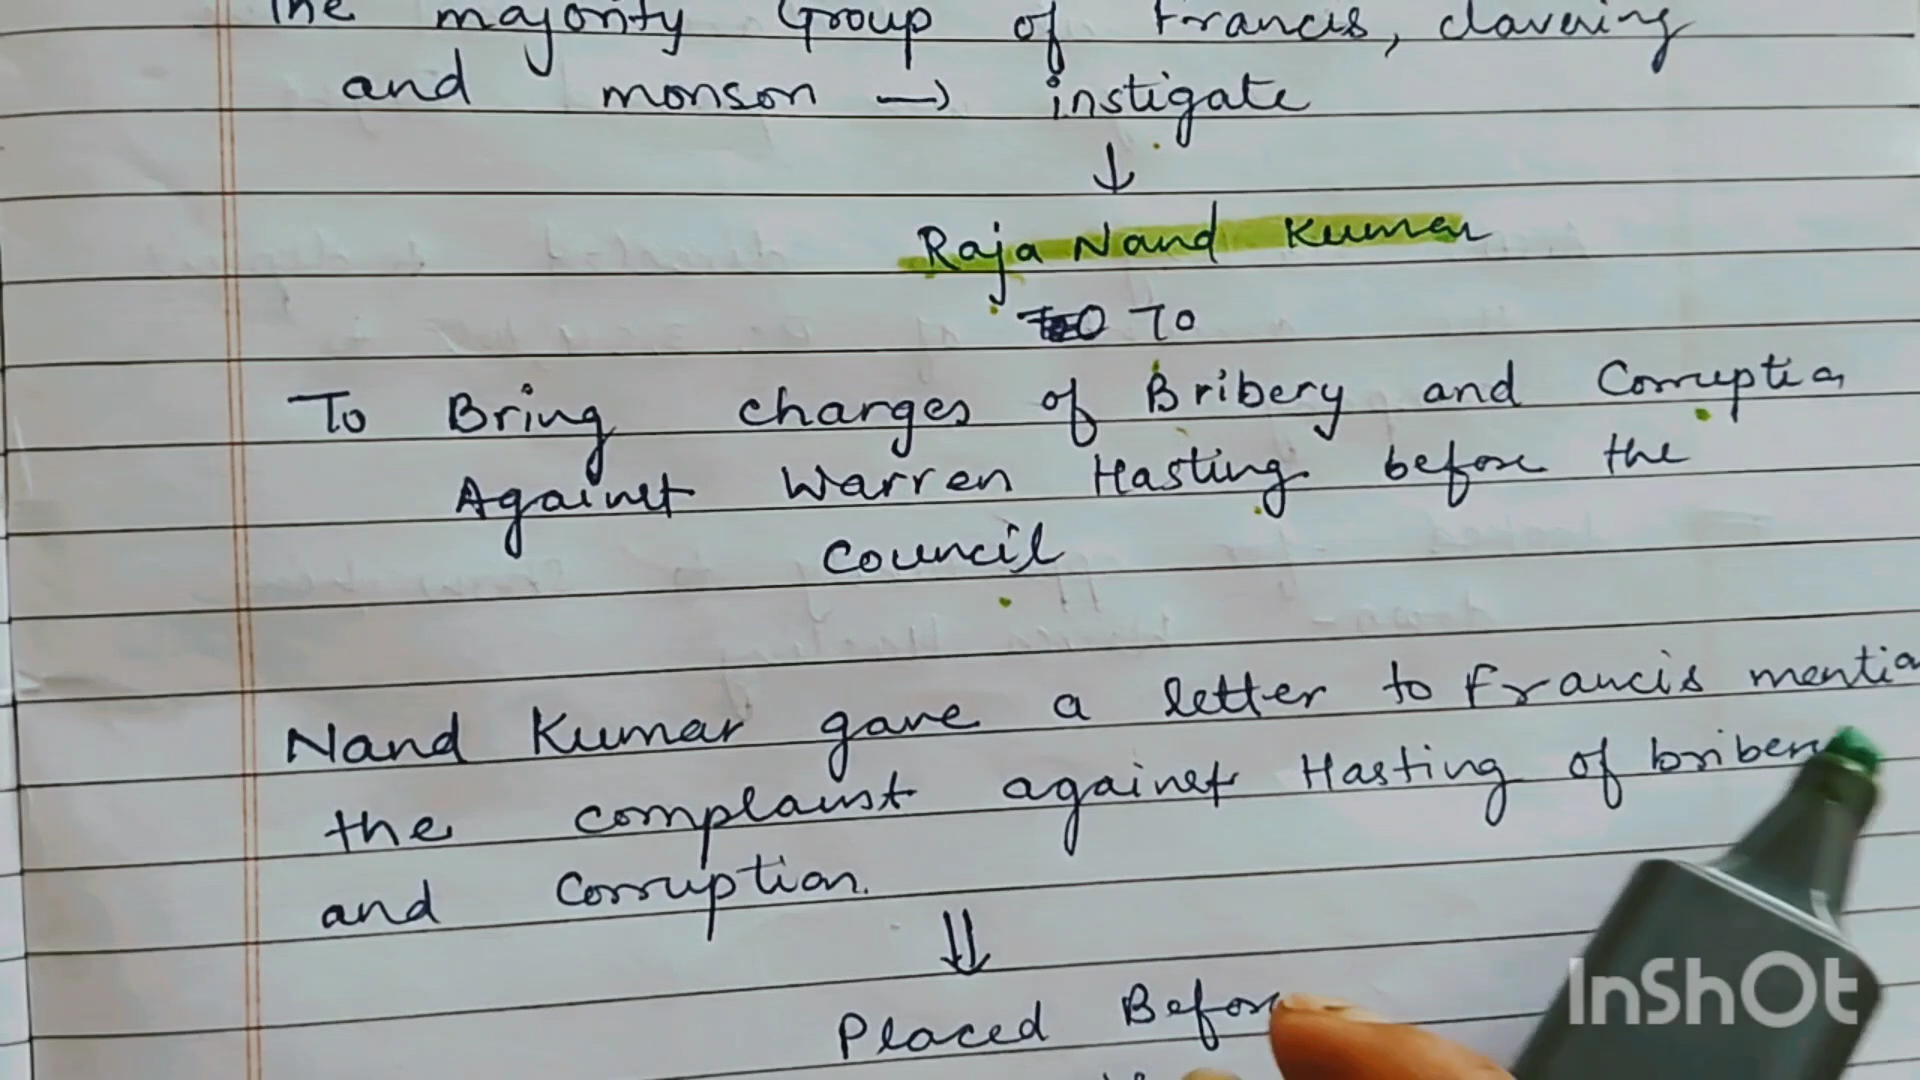 The majority Group of Francis, clavering
and monson → instigate
↓
Raja Nand Kumar
To
To Bring charges of Bribery and Corruption
Against Warren Hasting before the
Council
Nand Kumar gave a letter to Francis mention
the complaint against Hasting of bribery
and Corruption.
⇓
Placed Before
InShOt